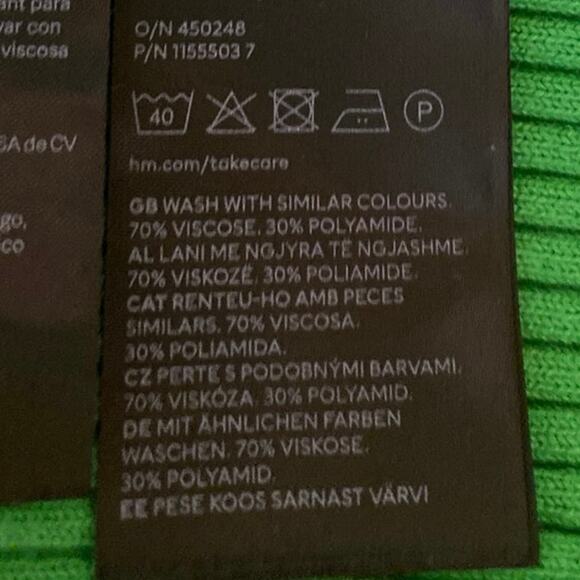 ant para
var con
viscosa
SA de CV
go,
co
O/N 450248
P/N 1155503 7
40
P
hm.com/takecare
GB WASH WITH SIMILAR COLOURS.
70% VISCOSE, 30% POLYAMIDE.
AL LANI ME NGJYRA TË NGJASHME.
70% VISKOZË, 30% POLIAMIDE.
CAT RENTEU-HO AMB PECES
SIMILARS. 70% VISCOSA.
30% POLIAMIDA.
CZ PERTE S PODOBNÝMI BARVAMI.
70% VISKÓZA, 30% POLYAMID.
DE MIT ÄHNLICHEN FARBEN
WASCHEN. 70% VISKOSE.
30% POLYAMID.
EE PESE KOOS SARNAST VÄRVI